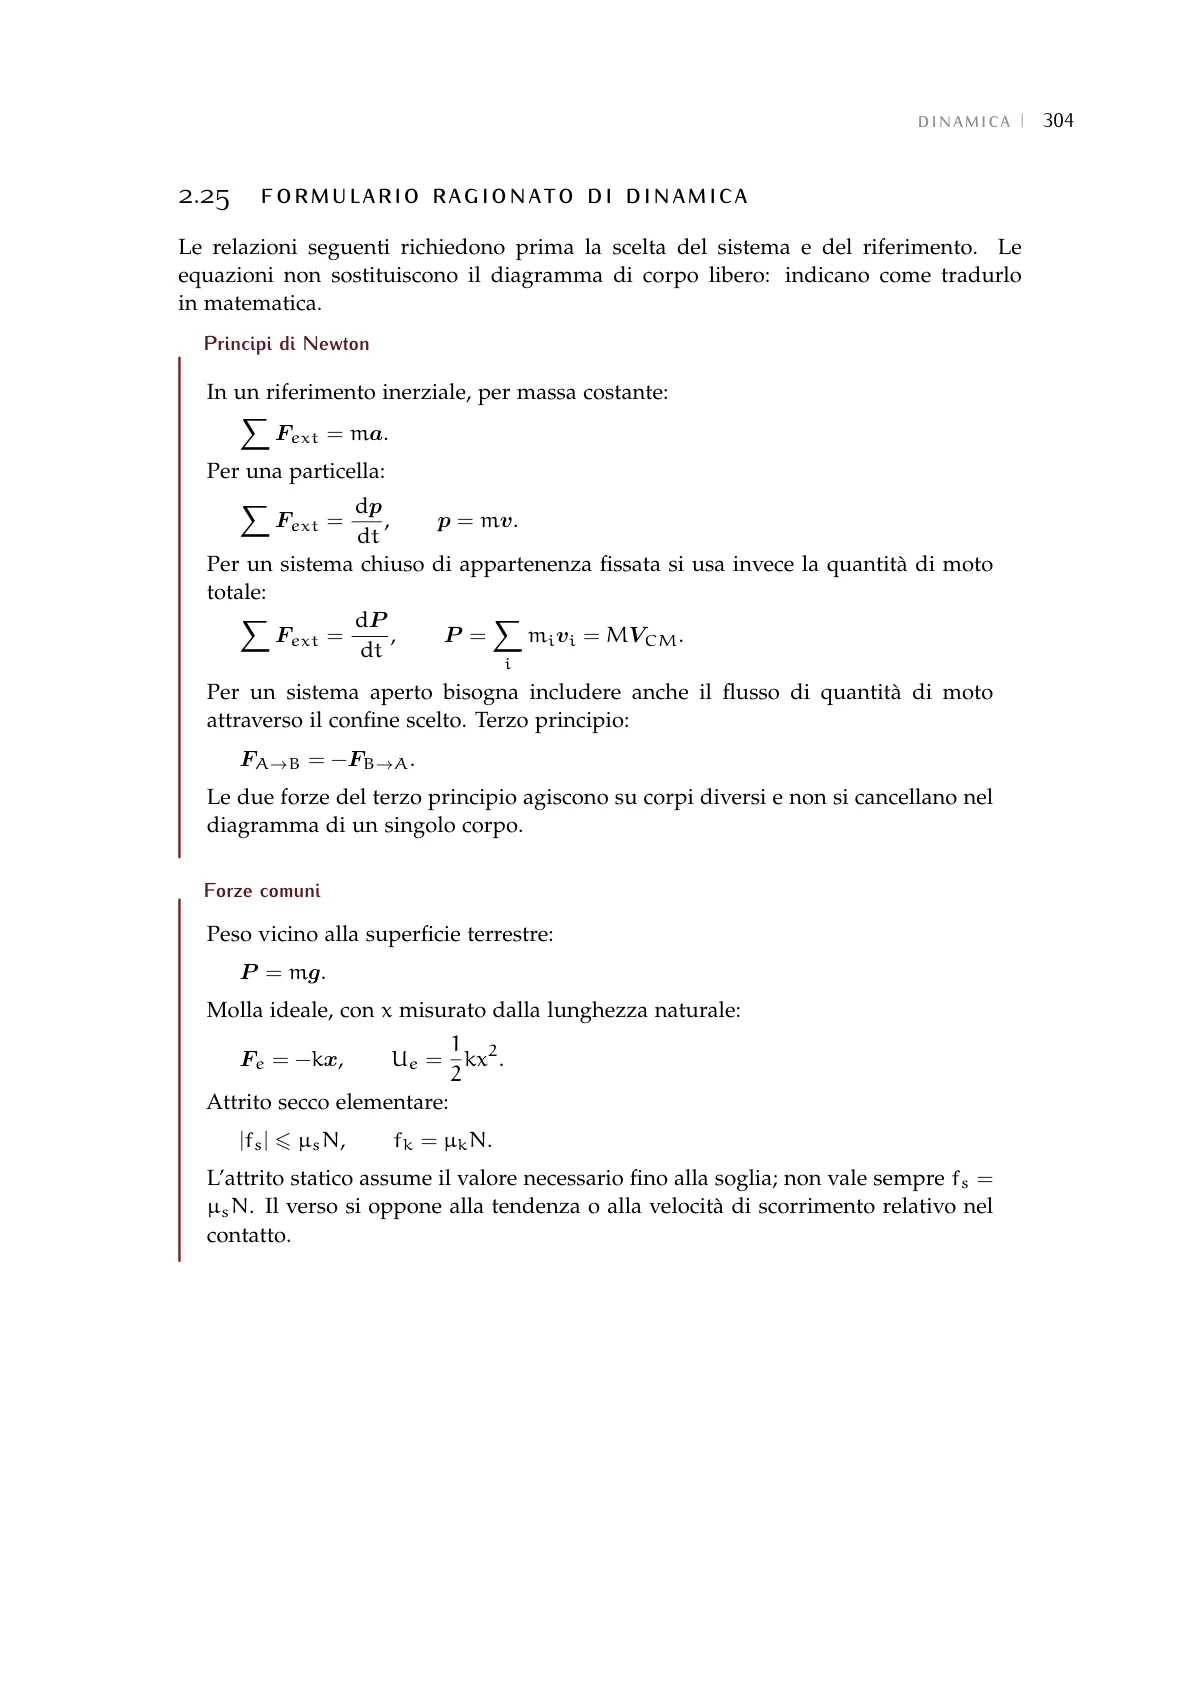 DINAMICA | 304
2.25 FORMULARIO RAGIONATO DI DINAMICA
Le relazioni seguenti richiedono prima la scelta del sistema e del riferimento. Le
equazioni non sostituiscono il diagramma di corpo libero: indicano come tradurlo
in matematica.
Principi di Newton
In un riferimento inerziale, per massa costante:
∑ F_ext = ma.
Per una particella:
∑ F_ext = dp/dt, p = mv.
Per un sistema chiuso di appartenenza fissata si usa invece la quantità di moto
totale:
∑ F_ext = dP/dt, P = ∑_i m_i v_i = MV_CM.
Per un sistema aperto bisogna includere anche il flusso di quantità di moto
attraverso il confine scelto. Terzo principio:
F_A→B = −F_B→A.
Le due forze del terzo principio agiscono su corpi diversi e non si cancellano nel
diagramma di un singolo corpo.
Forze comuni
Peso vicino alla superficie terrestre:
P = mg.
Molla ideale, con x misurato dalla lunghezza naturale:
F_e = −kx, U_e = 1/2 kx².
Attrito secco elementare:
|f_s| ⩽ μ_s N, f_k = μ_k N.
L'attrito statico assume il valore necessario fino alla soglia; non vale sempre f_s =
μ_s N. Il verso si oppone alla tendenza o alla velocità di scorrimento relativo nel
contatto.